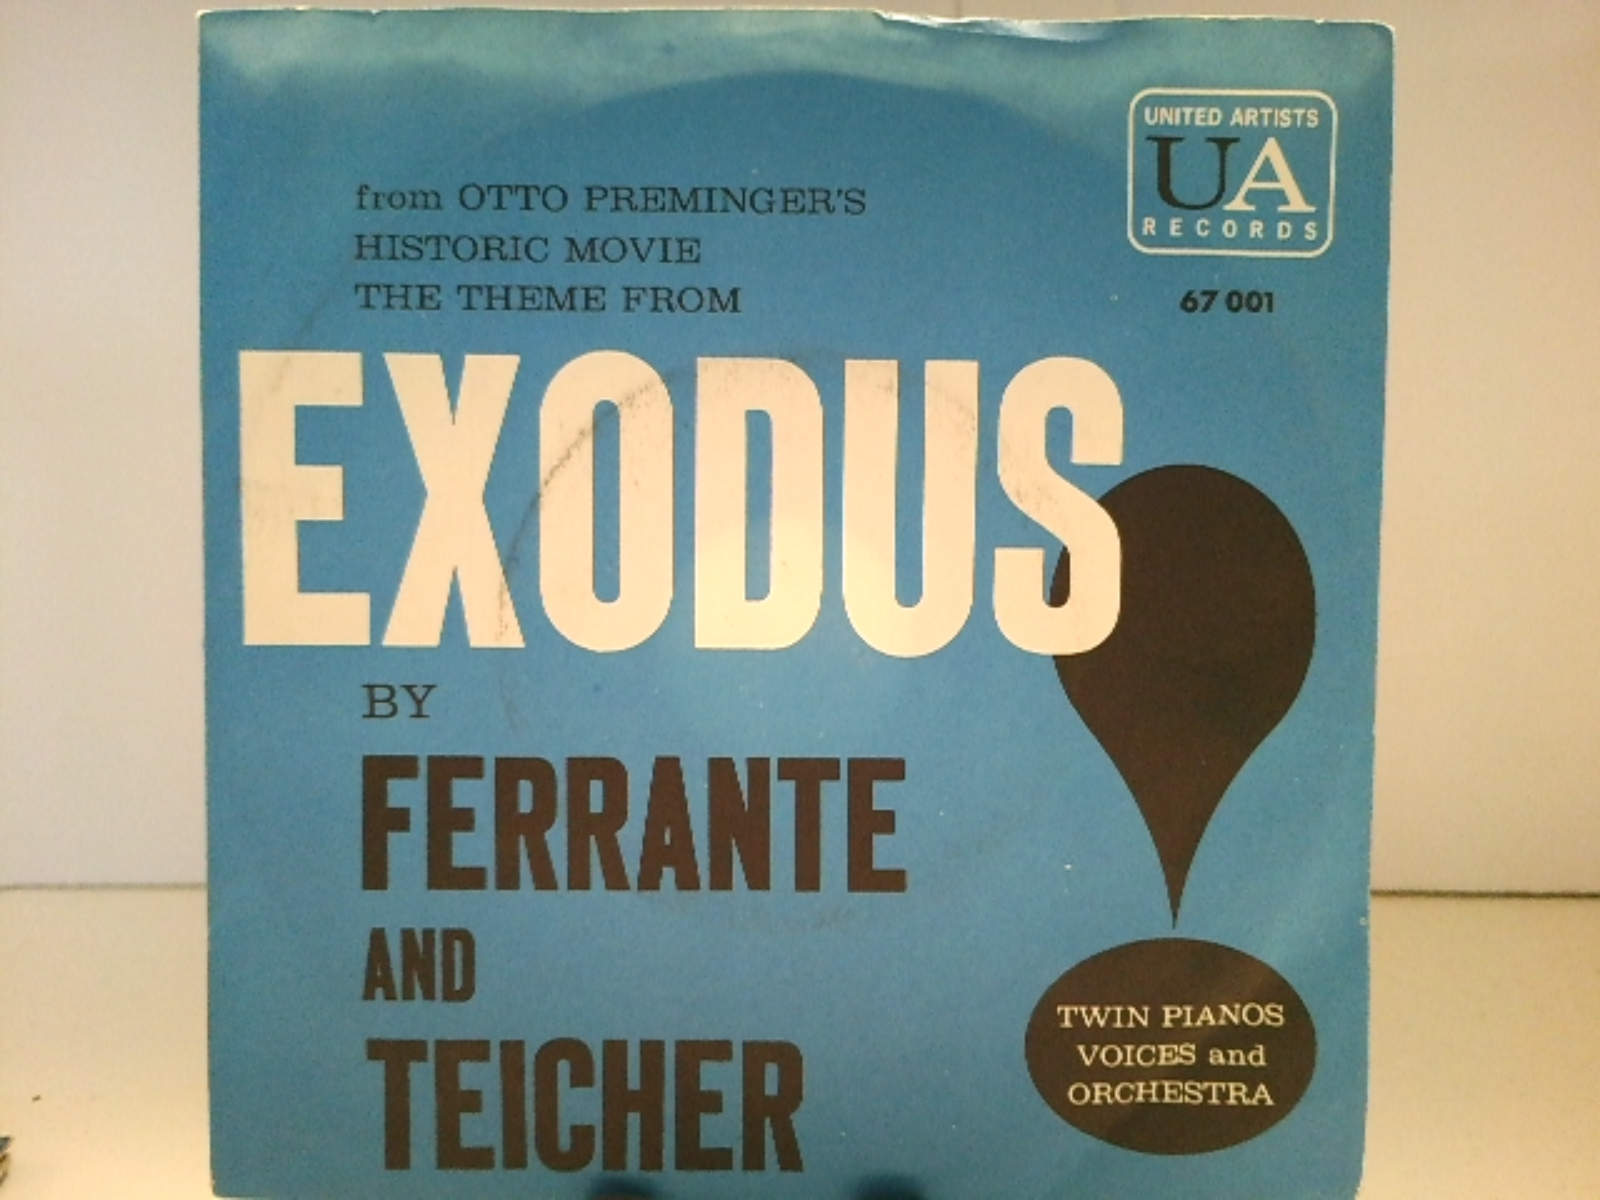 UNITED ARTISTS
UA
RECORDS
67 001
from OTTO PREMINGER'S
HISTORIC MOVIE
THE THEME FROM
EXODUS
BY
FERRANTE
AND
TEICHER
TWIN PIANOS
VOICES and
ORCHESTRA